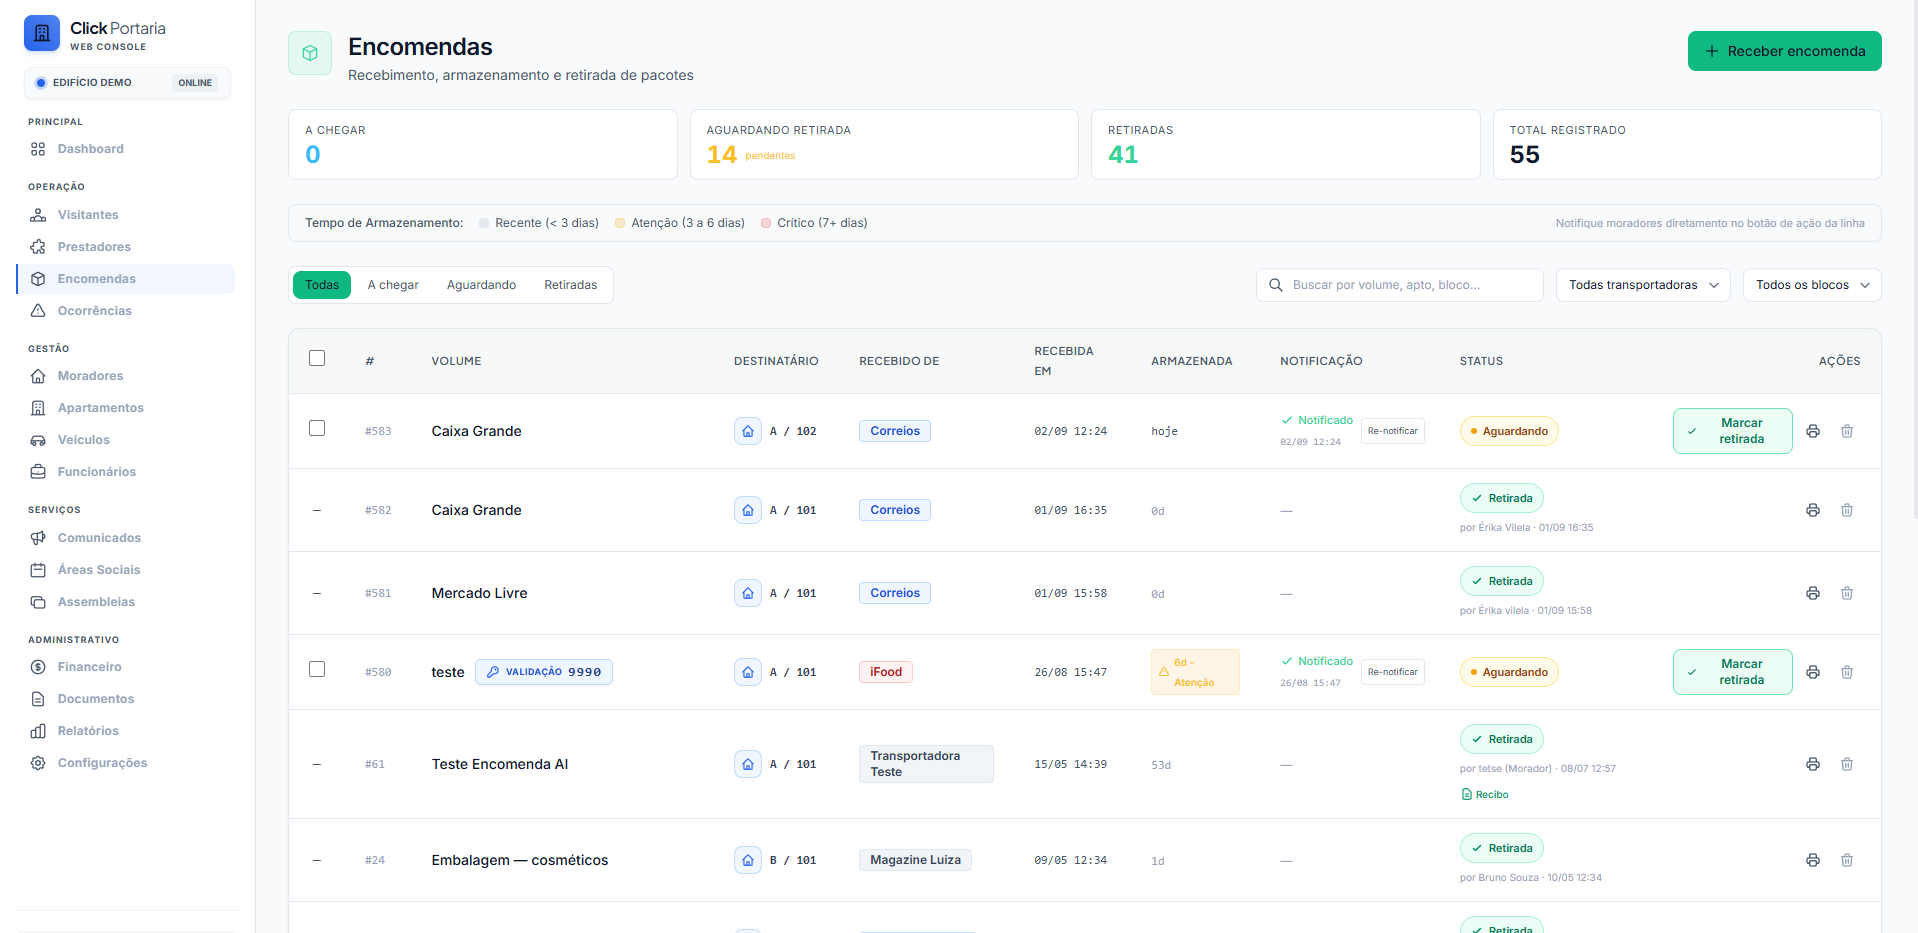 Click Portaria
WEB CONSOLE
EDIFÍCIO DEMO ONLINE
PRINCIPAL
Dashboard
OPERAÇÃO
Visitantes
Prestadores
Encomendas
Ocorrências
GESTÃO
Moradores
Apartamentos
Veículos
Funcionários
SERVIÇOS
Comunicados
Áreas Sociais
Assembleias
ADMINISTRATIVO
Financeiro
Documentos
Relatórios
Configurações
Encomendas
Recebimento, armazenamento e retirada de pacotes
+ Receber encomenda
A CHEGAR
0
AGUARDANDO RETIRADA
14 pendentes
RETIRADAS
41
TOTAL REGISTRADO
55
Tempo de Armazenamento: Recente (< 3 dias) Atenção (3 a 6 dias) Crítico (7+ dias) Notifique moradores diretamente no botão de ação da linha
Todas A chegar Aguardando Retiradas
Buscar por volume, apto, bloco... Todas transportadoras Todos os blocos
# VOLUME DESTINATÁRIO RECEBIDO DE RECEBIDA EM ARMAZENADA NOTIFICAÇÃO STATUS AÇÕES
#583 Caixa Grande A / 102 Correios 02/09 12:24 hoje Notificado 02/09 12:24 Re-notificar Aguardando Marcar retirada
– #582 Caixa Grande A / 101 Correios 01/09 16:35 0d — Retirada
por Érika Vilela · 01/09 16:35
– #581 Mercado Livre A / 101 Correios 01/09 15:58 0d — Retirada
por Érika vilela · 01/09 15:58
#580 teste VALIDAÇÃO 9990 A / 101 iFood 26/08 15:47 6d - Atenção Notificado 26/08 15:47 Re-notificar Aguardando Marcar retirada
– #61 Teste Encomenda AI A / 101 Transportadora Teste 15/05 14:39 53d — Retirada
por tetse (Morador) · 08/07 12:57
Recibo
– #24 Embalagem — cosméticos B / 101 Magazine Luiza 09/05 12:34 1d — Retirada
por Bruno Souza · 10/05 12:34
Retirada